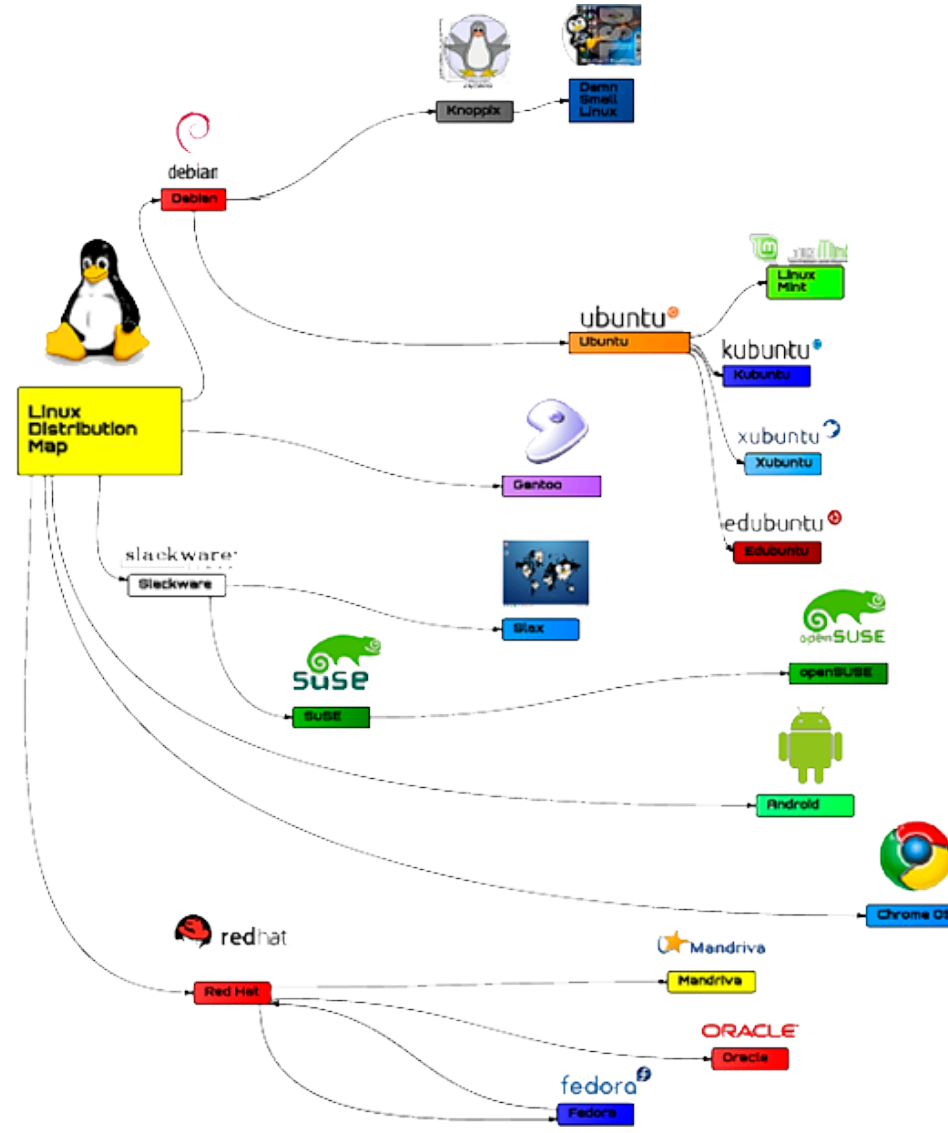 Knoppix
Damn
Small
Linux
debian
Debian
Linux
Mint
ubuntu
Ubuntu
kubuntu
Kubuntu
Linux
Distribution
Map
xubuntu
Xubuntu
Gentoo
edubuntu
Edubuntu
slackware
Slackware
Slax
openSUSE
openSUSE
SUSE
SuSE
Android
Chrome OS
redhat
Mandriva
Red Hat
Mandriva
ORACLE
Oracle
fedora
Fedora